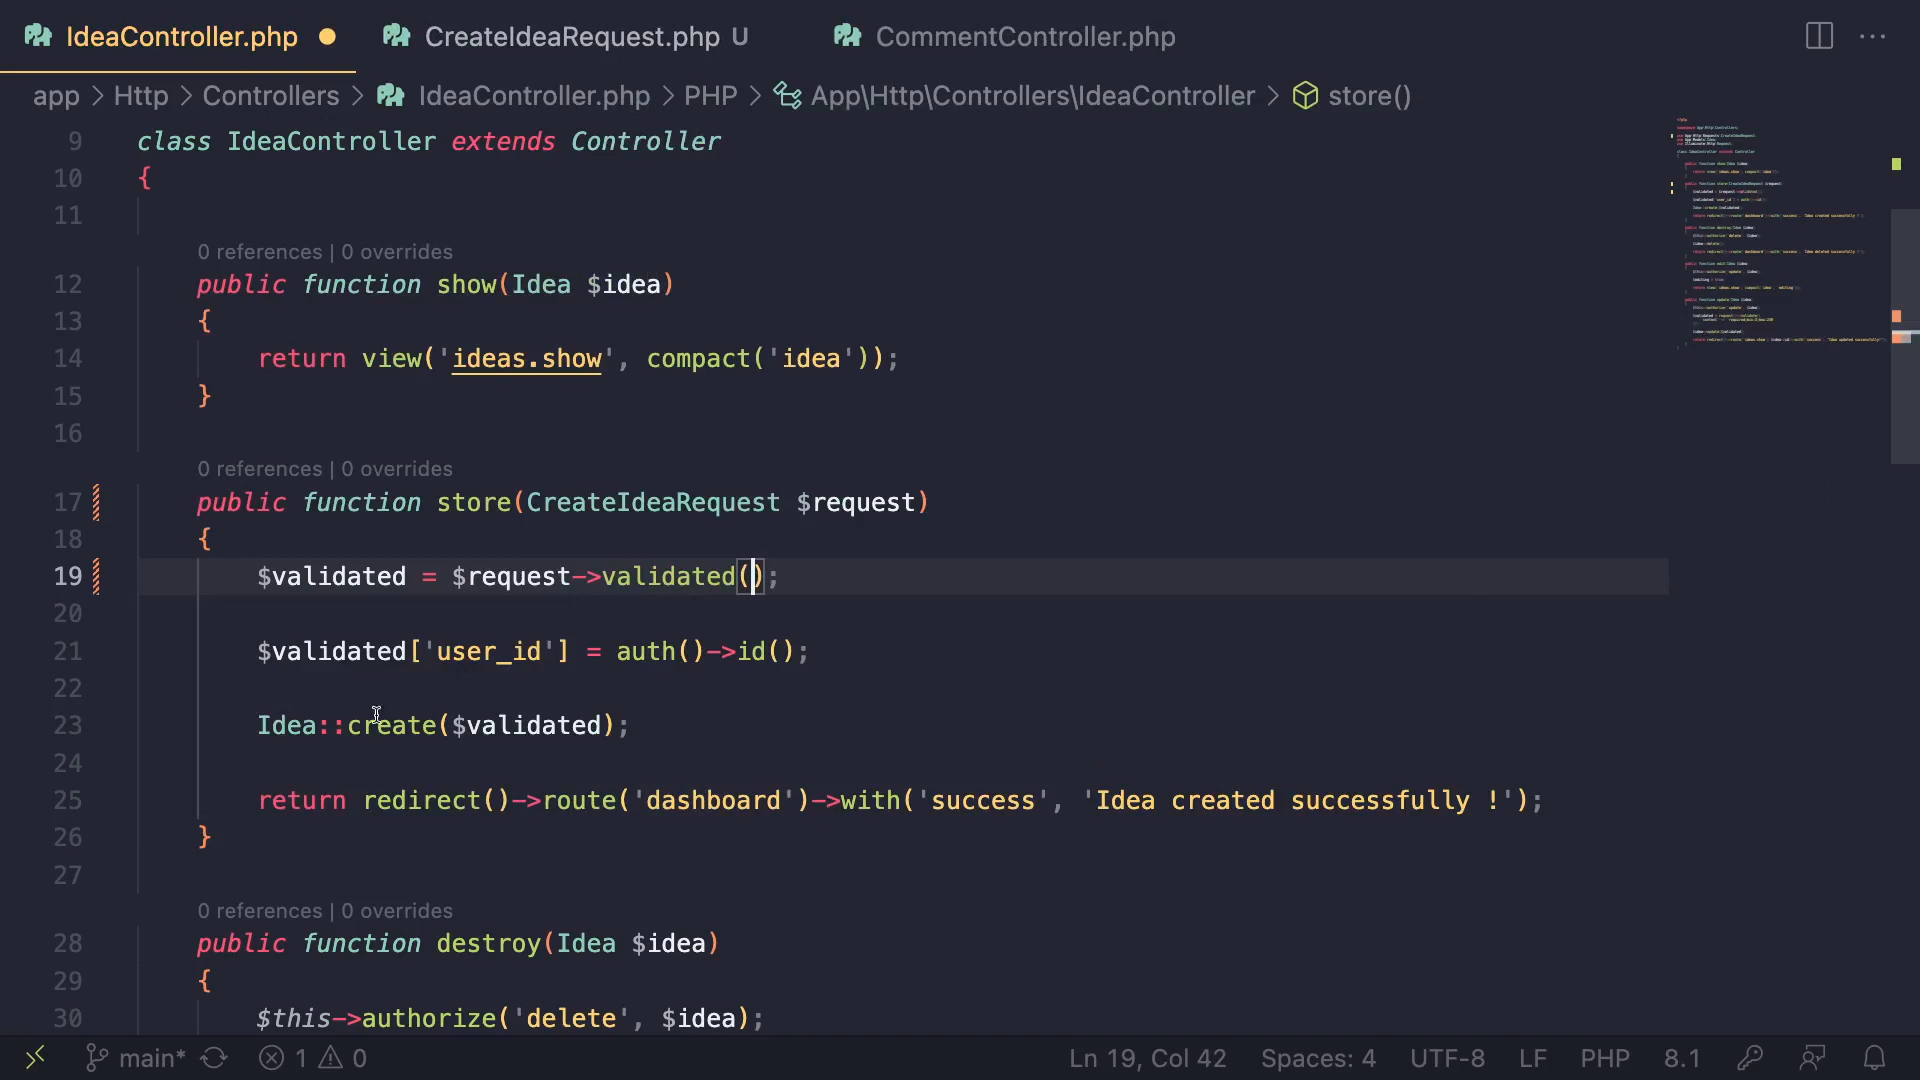 IdeaController.php
CreateIdeaRequest.php U
CommentController.php
app > Http > Controllers > IdeaController.php > PHP > App\Http\Controllers\IdeaController > store()
9 class IdeaController extends Controller
10 {
11
0 references | 0 overrides
12 public function show(Idea $idea)
13 {
14 return view('ideas.show', compact('idea'));
15 }
16
0 references | 0 overrides
17 public function store(CreateIdeaRequest $request)
18 {
19 $validated = $request->validated();
20
21 $validated['user_id'] = auth()->id();
22
23 Idea::create($validated);
24
25 return redirect()->route('dashboard')->with('success', 'Idea created successfully !');
26 }
27
0 references | 0 overrides
28 public function destroy(Idea $idea)
29 {
30 $this->authorize('delete', $idea);
main* 1 0 Ln 19, Col 42 Spaces: 4 UTF-8 LF PHP 8.1